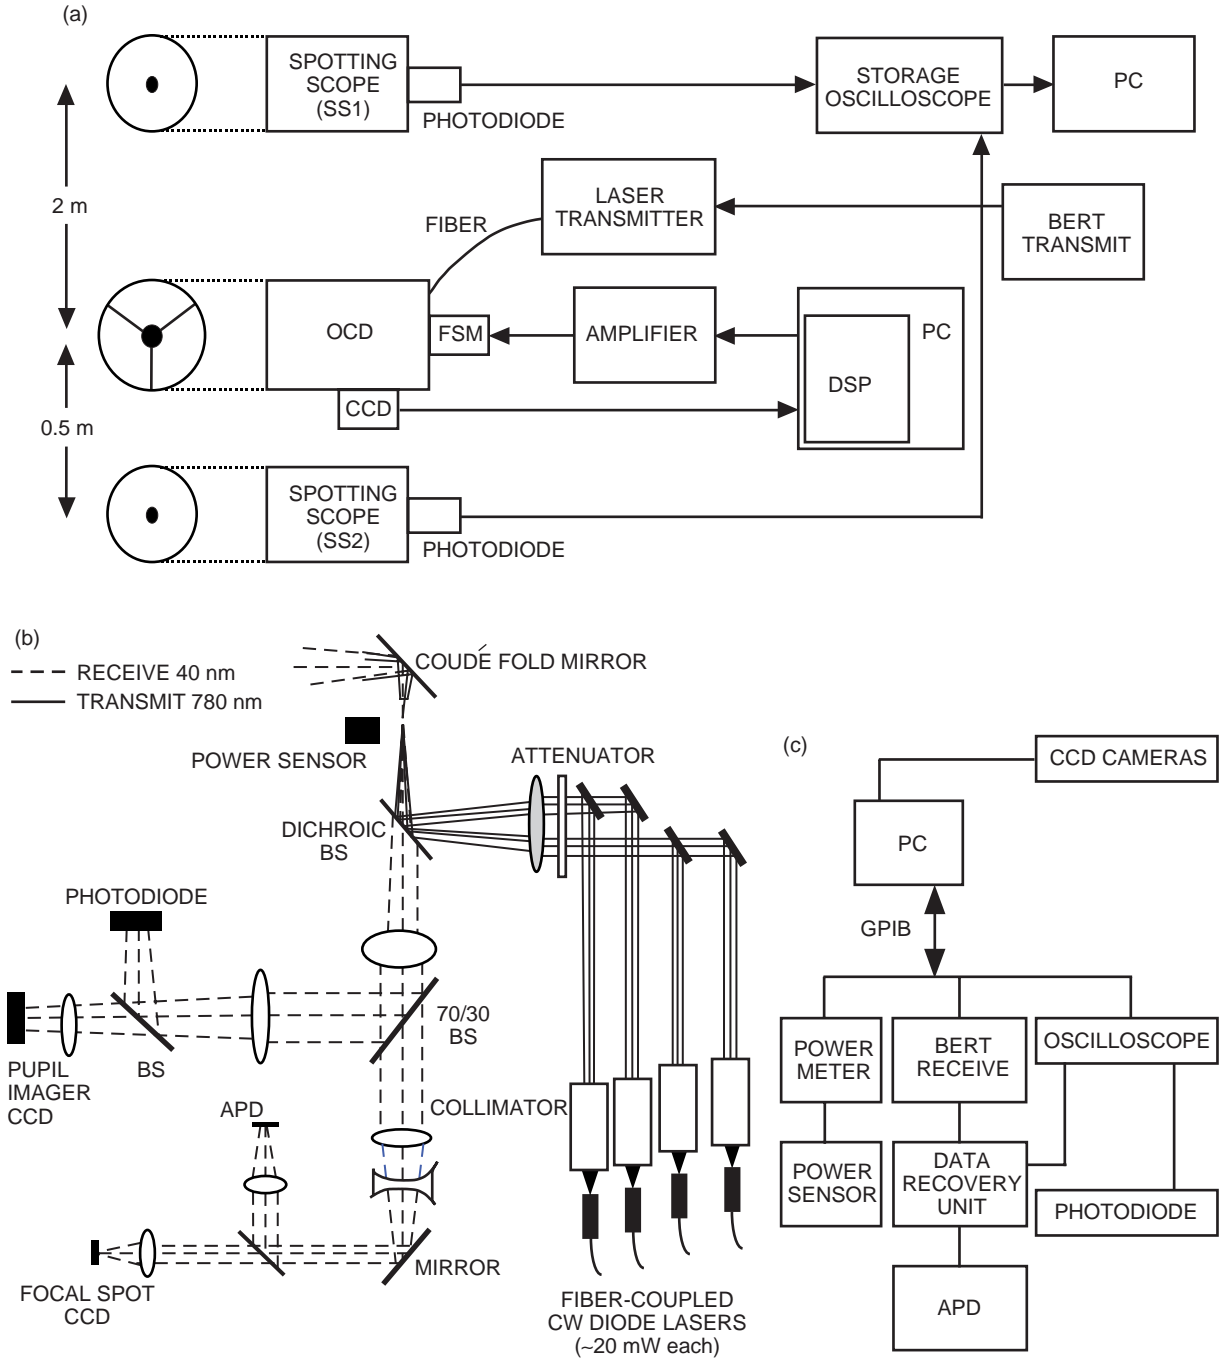 (a)
SPOTTING
SCOPE
(SS1)
PHOTODIODE
STORAGE
OSCILLOSCOPE
PC
2 m
LASER
TRANSMITTER
FIBER
BERT
TRANSMIT
OCD
FSM
AMPLIFIER
PC
DSP
CCD
0.5 m
SPOTTING
SCOPE
(SS2)
PHOTODIODE
(b)
RECEIVE 40 nm
TRANSMIT 780 nm
COUDÉ FOLD MIRROR
POWER SENSOR
ATTENUATOR
DICHROIC
BS
PHOTODIODE
70/30
BS
PUPIL
IMAGER
CCD
BS
APD
COLLIMATOR
MIRROR
FOCAL SPOT
CCD
FIBER-COUPLED
CW DIODE LASERS
(~20 mW each)
(c)
CCD CAMERAS
PC
GPIB
POWER
METER
BERT
RECEIVE
OSCILLOSCOPE
POWER
SENSOR
DATA
RECOVERY
UNIT
PHOTODIODE
APD